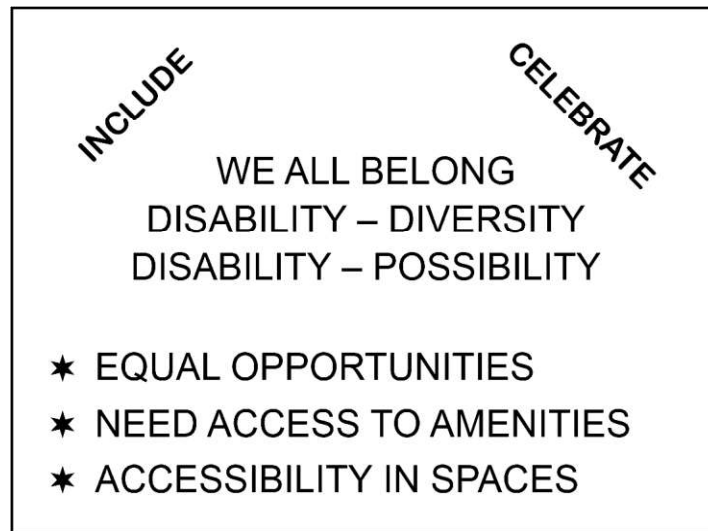 INCLUDE
CELEBRATE
WE ALL BELONG
DISABILITY – DIVERSITY
DISABILITY – POSSIBILITY
✶ EQUAL OPPORTUNITIES
✶ NEED ACCESS TO AMENITIES
✶ ACCESSIBILITY IN SPACES